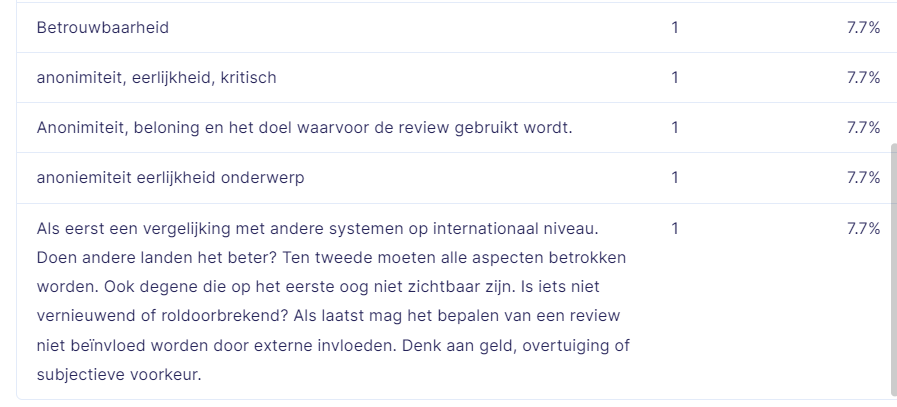 Betrouwbaarheid 1 7.7%
anonimiteit, eerlijkheid, kritisch 1 7.7%
Anonimiteit, beloning en het doel waarvoor de review gebruikt wordt. 1 7.7%
anoniemiteit eerlijkheid onderwerp 1 7.7%
Als eerst een vergelijking met andere systemen op internationaal niveau. 1 7.7%
Doen andere landen het beter? Ten tweede moeten alle aspecten betrokken
worden. Ook degene die op het eerste oog niet zichtbaar zijn. Is iets niet
vernieuwend of roldoorbrekend? Als laatst mag het bepalen van een review
niet beïnvloed worden door externe invloeden. Denk aan geld, overtuiging of
subjectieve voorkeur.